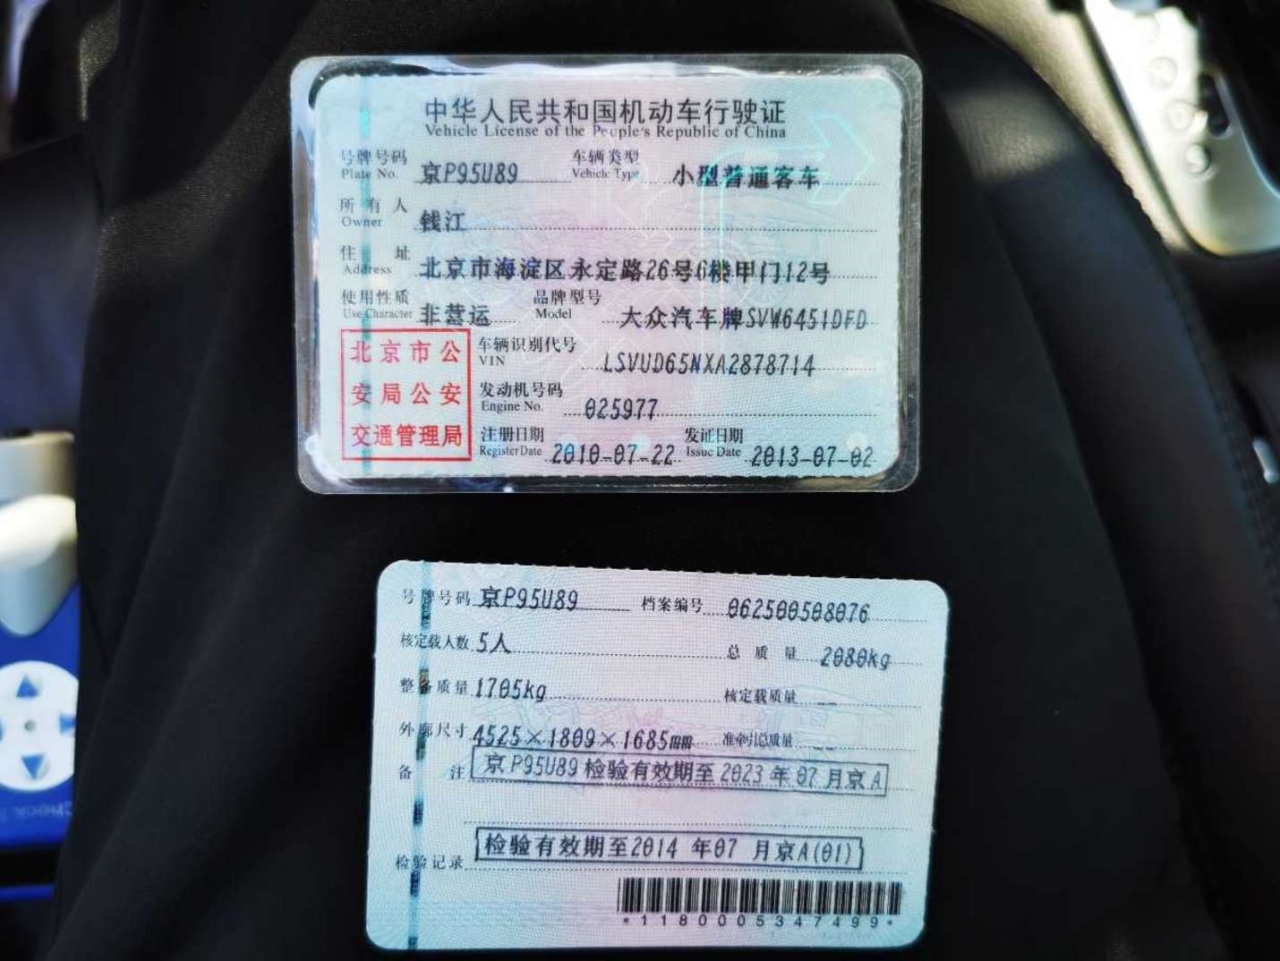 中华人民共和国机动车行驶证
Vehicle License of the People's Republic of China
号牌号码 京P95U89 车辆类型 小型普通客车
Plate No. Vehicle Type
所有人 钱江
Owner
住址 北京市海淀区永定路26号6楼甲门12号
Address
使用性质 非营运 品牌型号 大众汽车牌SVW6451DFD
Use Character Model
北京市公
安局公安
交通管理局
车辆识别代号 LSVUD65NXA2878714
VIN
发动机号码 025977
Engine No.
注册日期 2010-07-22 发证日期 2013-07-02
Register Date Issue Date
号牌号码 京P95U89 档案编号 062500508076
核定载人数 5人 总质量 2080kg
整备质量 1705kg 核定载质量 --
外廓尺寸 4525×1809×1685mm 准牵引总质量 --
备注 京P95U89检验有效期至2023年07月京A
检验记录 检验有效期至2014年07月京A(01)
*1180005347499*